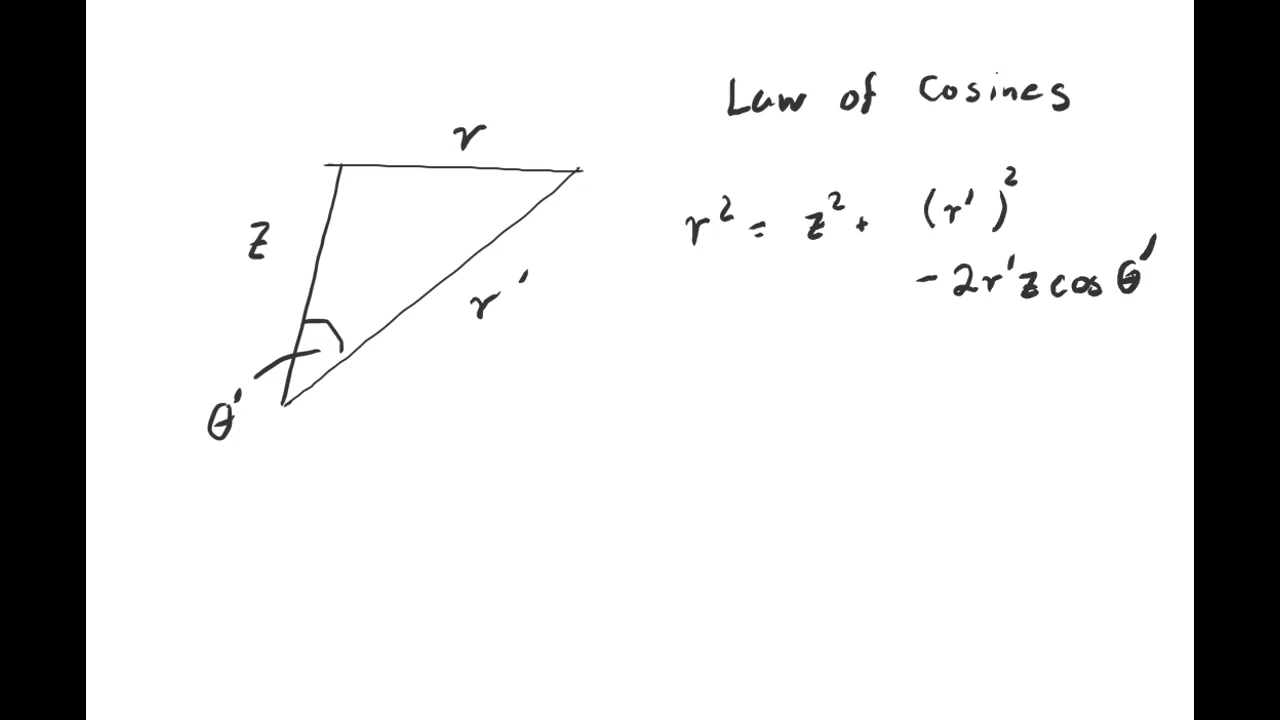 Law of Cosines
r
z
r'
θ'
r² = z² + (r')²
- 2r'z cos θ'